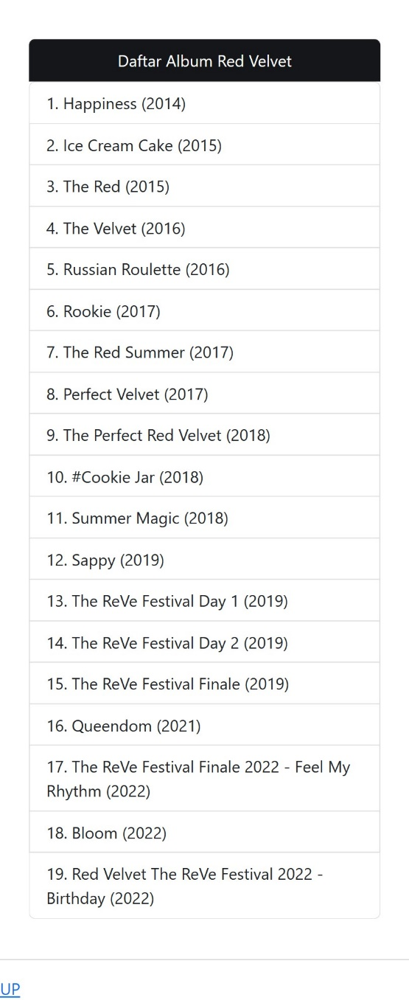 Daftar Album Red Velvet
1. Happiness (2014)
2. Ice Cream Cake (2015)
3. The Red (2015)
4. The Velvet (2016)
5. Russian Roulette (2016)
6. Rookie (2017)
7. The Red Summer (2017)
8. Perfect Velvet (2017)
9. The Perfect Red Velvet (2018)
10. #Cookie Jar (2018)
11. Summer Magic (2018)
12. Sappy (2019)
13. The ReVe Festival Day 1 (2019)
14. The ReVe Festival Day 2 (2019)
15. The ReVe Festival Finale (2019)
16. Queendom (2021)
17. The ReVe Festival Finale 2022 - Feel My
Rhythm (2022)
18. Bloom (2022)
19. Red Velvet The ReVe Festival 2022 -
Birthday (2022)
UP